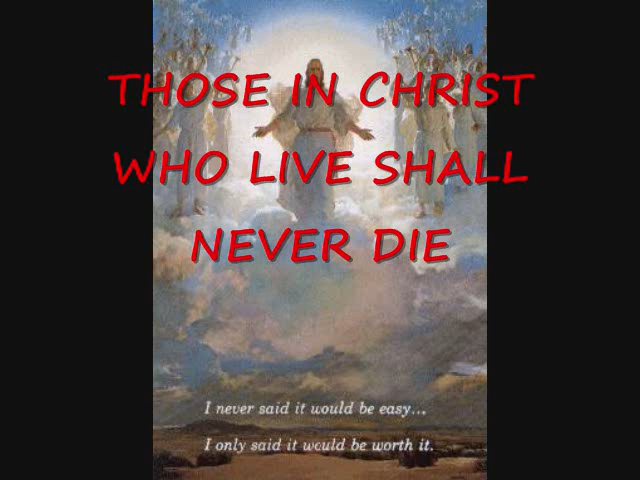 THOSE IN CHRIST
WHO LIVE SHALL
NEVER DIE
I never said it would be easy...
I only said it would be worth it.